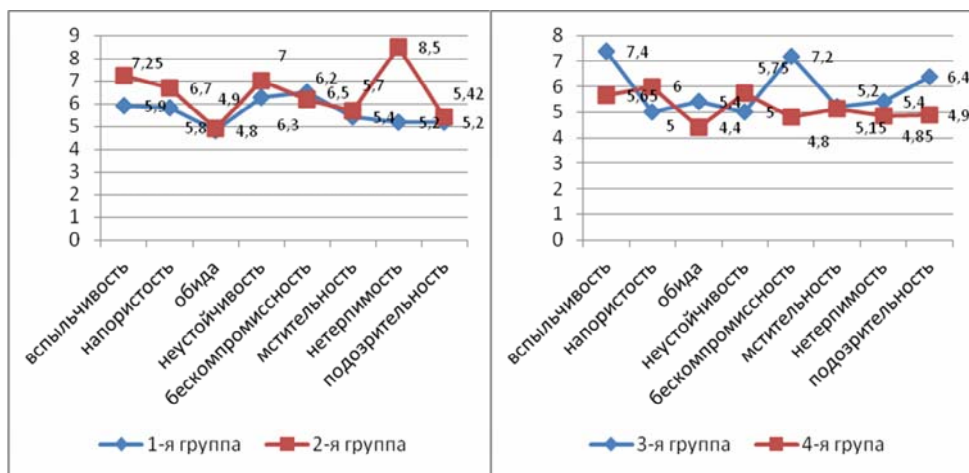 9
8
7
6
5
4
3
2
1
0
7,25
6,7
4,9
7
6,2
5,7
8,5
5,42
5,9
5,8
4,8
6,3
6,5
5,4
5,2
5,2
вспыльчивость
напористость
обида
неустойчивость
бескомпромиссность
мстительность
нетерпимость
подозрительность
1-я группа
2-я группа
8
7
6
5
4
3
2
1
0
7,4
5
5,4
5
7,2
5,2
5,4
6,4
5,65
6
4,4
5,75
4,8
5,15
4,85
4,9
вспыльчивость
напористость
обида
неустойчивость
бескомпромиссность
мстительность
нетерпимость
подозрительность
3-я группа
4-я група